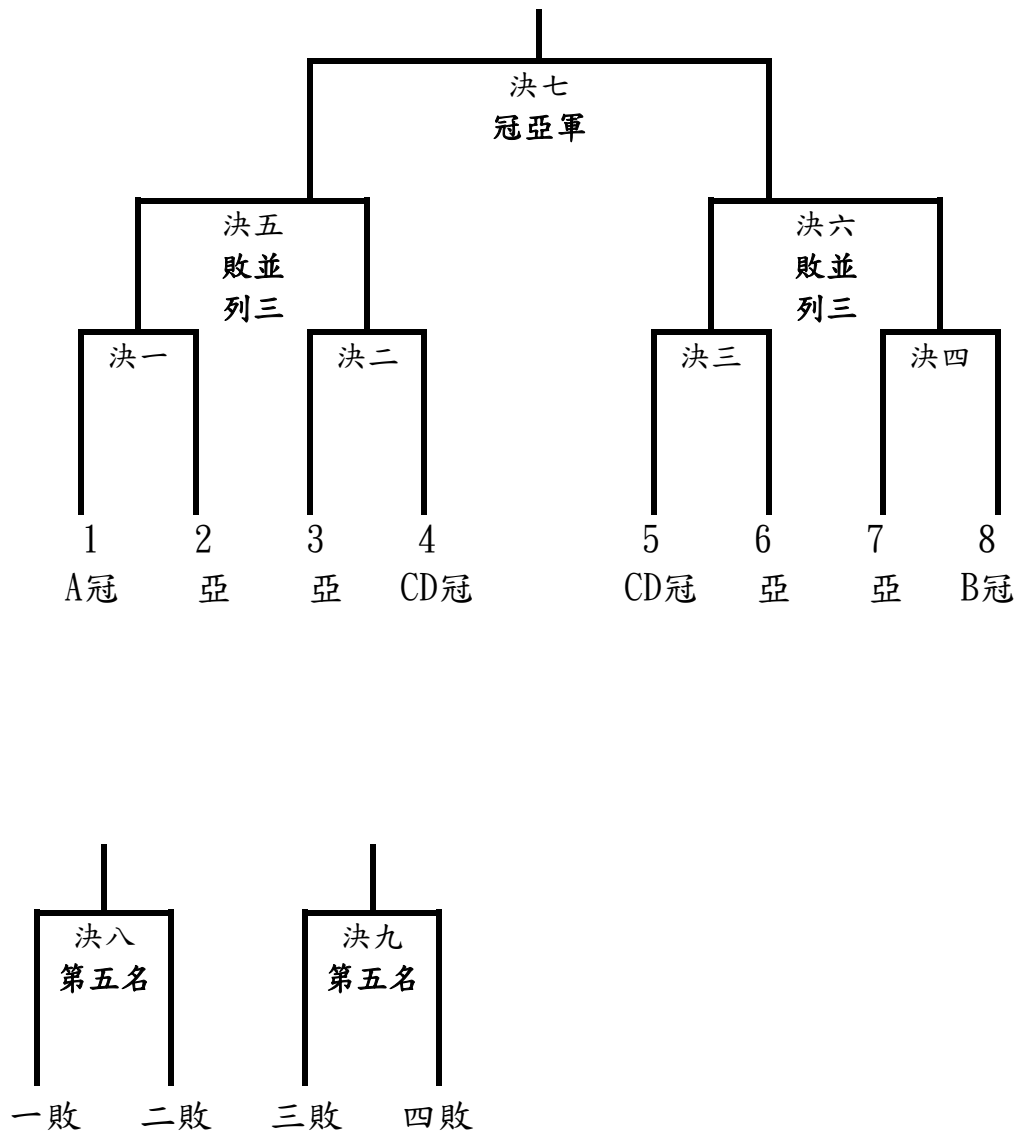 決七
冠亞軍
決五 決六
敗並 敗並
列三 列三
決一 決二 決三 決四
1 2 3 4 5 6 7 8
A冠 亞 亞 CD冠 CD冠 亞 亞 B冠
決八 決九
第五名 第五名
一敗 二敗 三敗 四敗